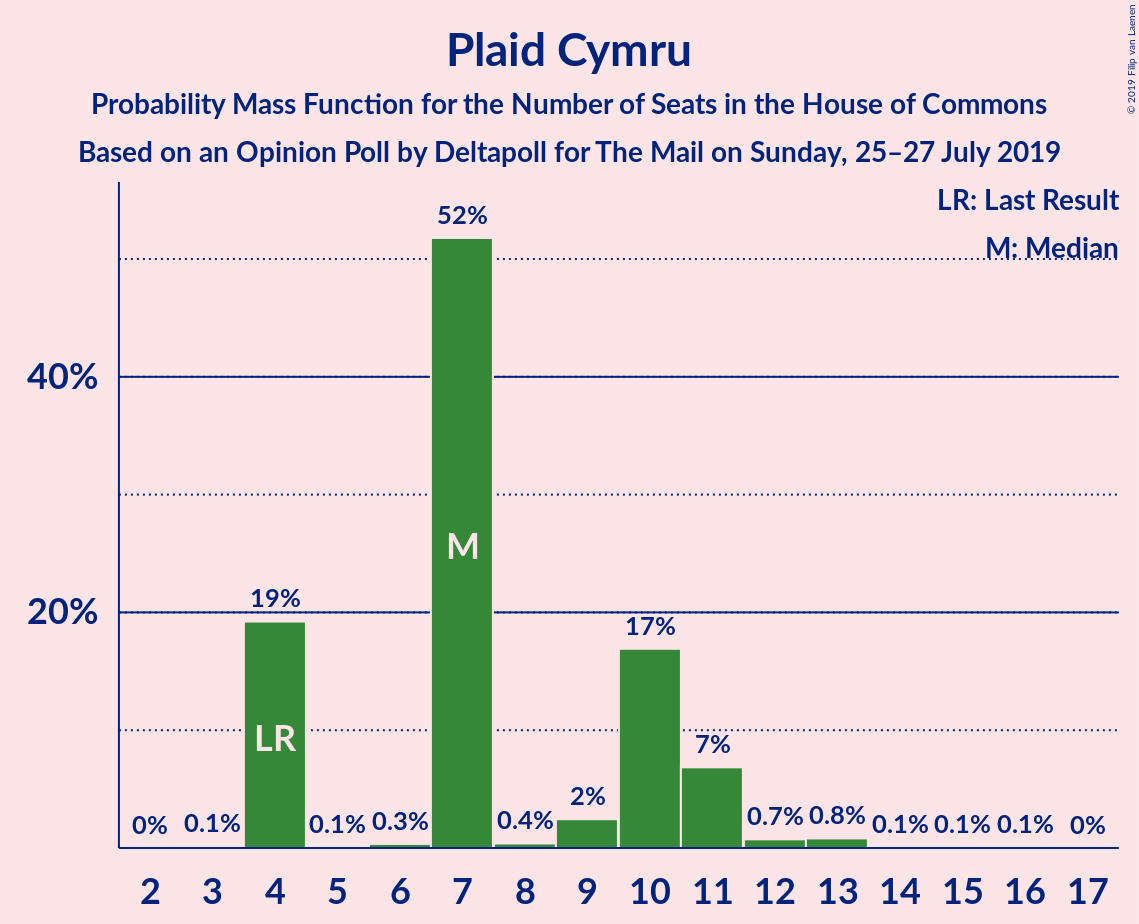 Plaid Cymru
Probability Mass Function for the Number of Seats in the House of Commons
Based on an Opinion Poll by Deltapoll for The Mail on Sunday, 25–27 July 2019
© 2019 Filip van Laenen
LR: Last Result
M: Median
52%
40%
M
19%
20%
17%
LR
7%
2%
0% 0.1% 0.1% 0.3% 0.4% 0.7% 0.8% 0.1% 0.1% 0.1% 0%
2 3 4 5 6 7 8 9 10 11 12 13 14 15 16 17